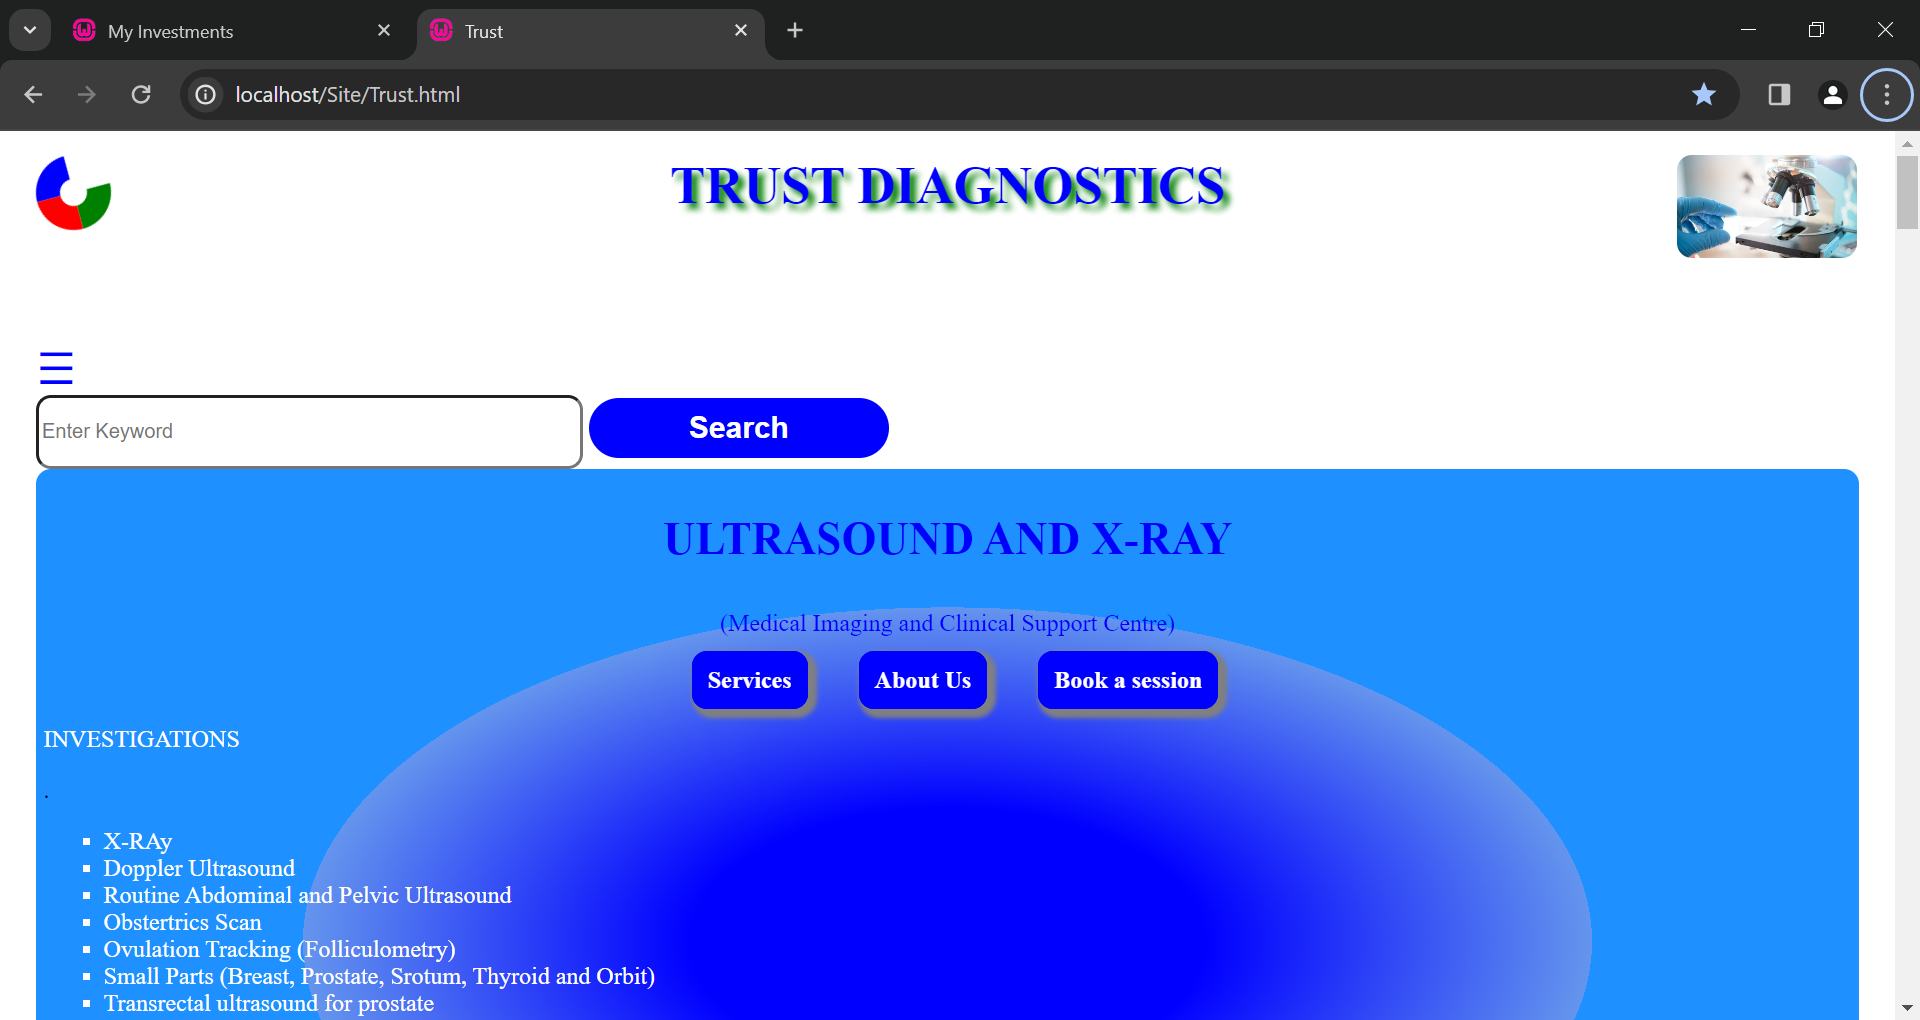 My Investments
Trust
localhost/Site/Trust.html
TRUST DIAGNOSTICS
☰
Enter Keyword
Search
ULTRASOUND AND X-RAY
(Medical Imaging and Clinical Support Centre)
Services About Us Book a session
INVESTIGATIONS
.
X-RAy
Doppler Ultrasound
Routine Abdominal and Pelvic Ultrasound
Obstertrics Scan
Ovulation Tracking (Folliculometry)
Small Parts (Breast, Prostate, Srotum, Thyroid and Orbit)
Transrectal ultrasound for prostate